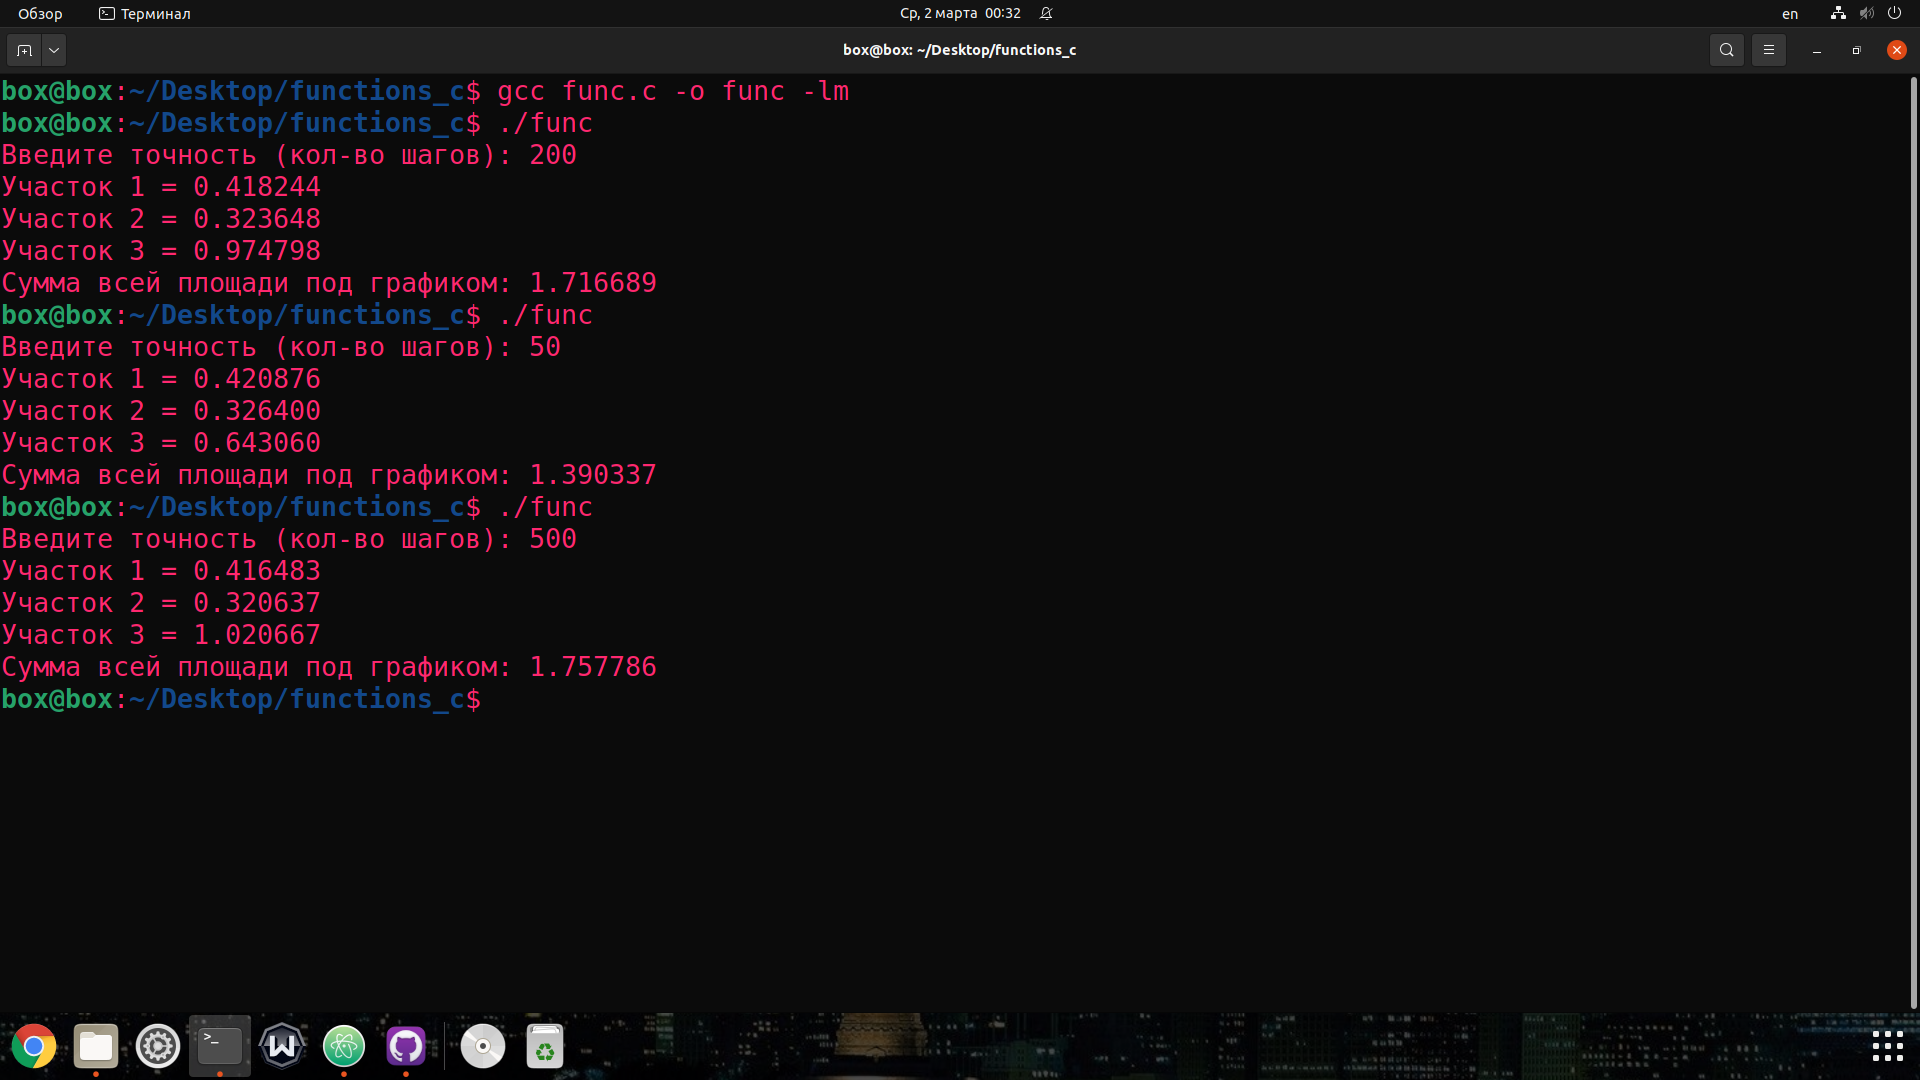 Обзор Терминал Ср, 2 марта 00:32 en
box@box: ~/Desktop/functions_c
box@box:~/Desktop/functions_c$ gcc func.c -o func -lm
box@box:~/Desktop/functions_c$ ./func
Введите точность (кол-во шагов): 200
Участок 1 = 0.418244
Участок 2 = 0.323648
Участок 3 = 0.974798
Сумма всей площади под графиком: 1.716689
box@box:~/Desktop/functions_c$ ./func
Введите точность (кол-во шагов): 50
Участок 1 = 0.420876
Участок 2 = 0.326400
Участок 3 = 0.643060
Сумма всей площади под графиком: 1.390337
box@box:~/Desktop/functions_c$ ./func
Введите точность (кол-во шагов): 500
Участок 1 = 0.416483
Участок 2 = 0.320637
Участок 3 = 1.020667
Сумма всей площади под графиком: 1.757786
box@box:~/Desktop/functions_c$